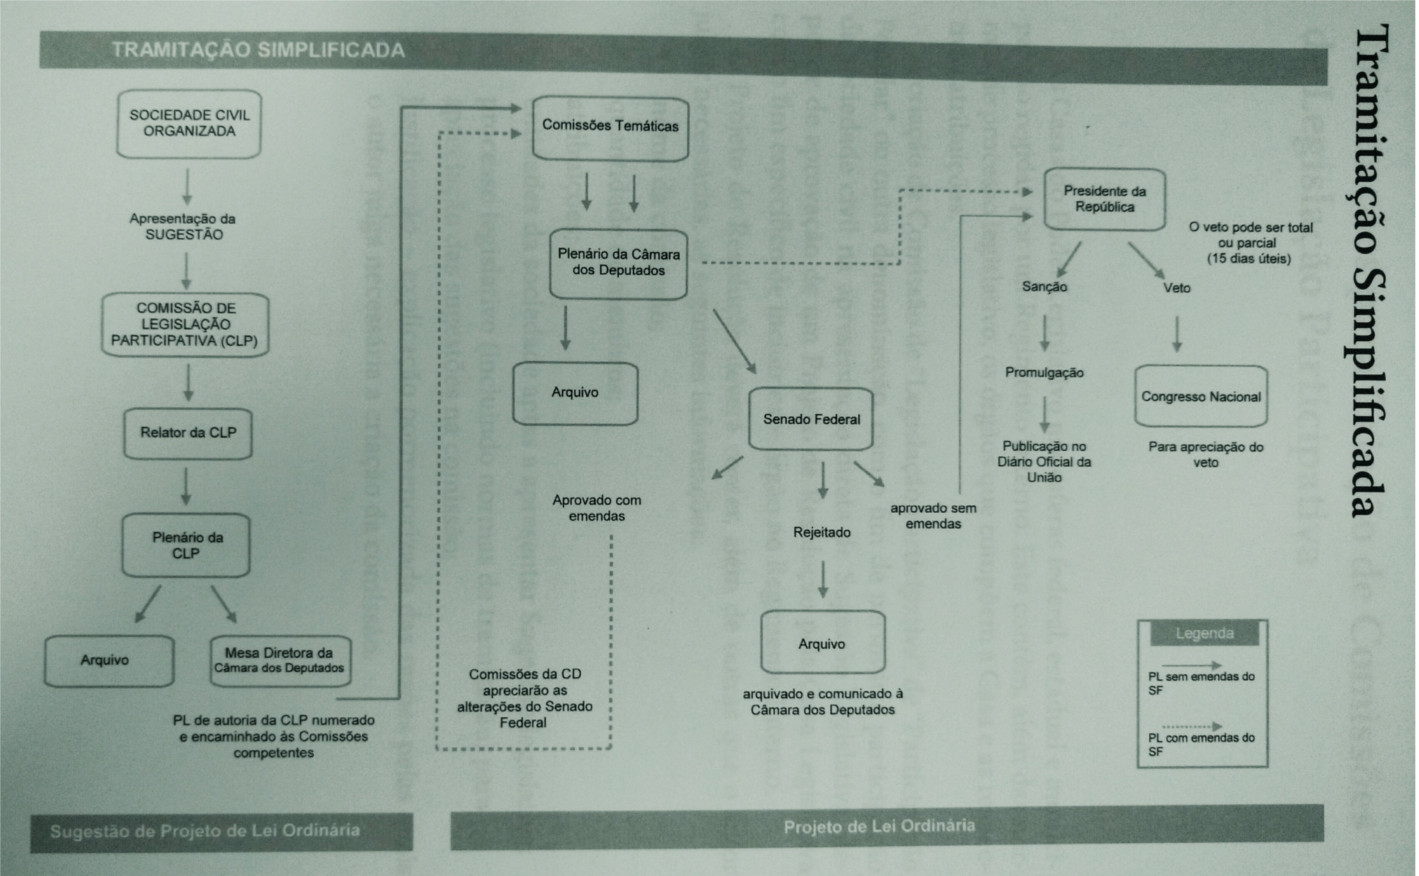 Tramitação Simplificada
TRAMITAÇÃO SIMPLIFICADA
SOCIEDADE CIVIL
ORGANIZADA
Apresentação da
SUGESTÃO
COMISSÃO DE
LEGISLAÇÃO
PARTICIPATIVA (CLP)
Relator da CLP
Plenário da
CLP
Arquivo
Mesa Diretora da
Câmara dos Deputados
PL de autoria da CLP numerado
e encaminhado às Comissões
competentes
Comissões Temáticas
Plenário da Câmara
dos Deputados
Arquivo
Senado Federal
Aprovado com
emendas
Rejeitado
aprovado sem
emendas
Comissões da CD
apreciarão as
alterações do Senado
Federal
Arquivo
arquivado e comunicado à
Câmara dos Deputados
Presidente da
República
O veto pode ser total
ou parcial
(15 dias úteis)
Sanção
Veto
Promulgação
Publicação no
Diário Oficial da
União
Congresso Nacional
Para apreciação do
veto
Legenda
PL sem emendas do
SF
PL com emendas do
SF
Sugestão de Projeto de Lei Ordinária
Projeto de Lei Ordinária